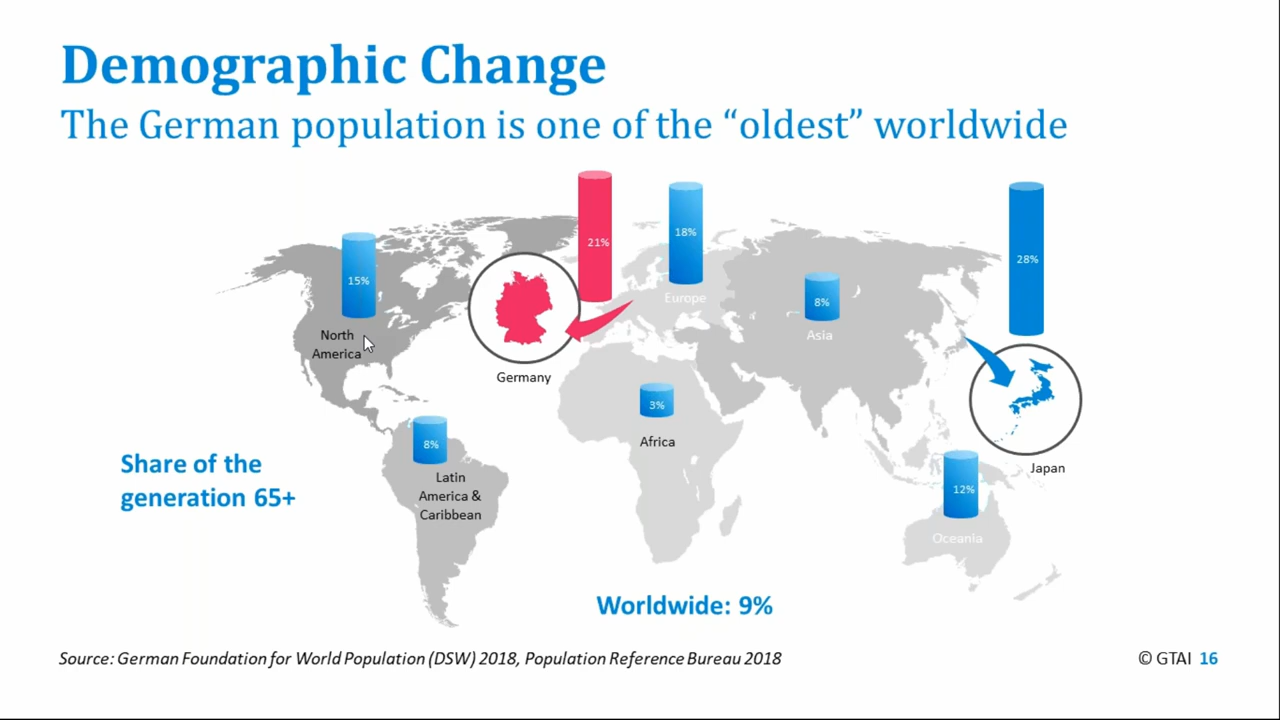 Demographic Change
The German population is one of the “oldest” worldwide
21%
18%
28%
15%
8%
Europe
North
America
Asia
Germany
3%
Africa
8%
Japan
Share of the
generation 65+
Latin
America &
Caribbean
12%
Oceania
Worldwide: 9%
Source: German Foundation for World Population (DSW) 2018, Population Reference Bureau 2018
© GTAI 16